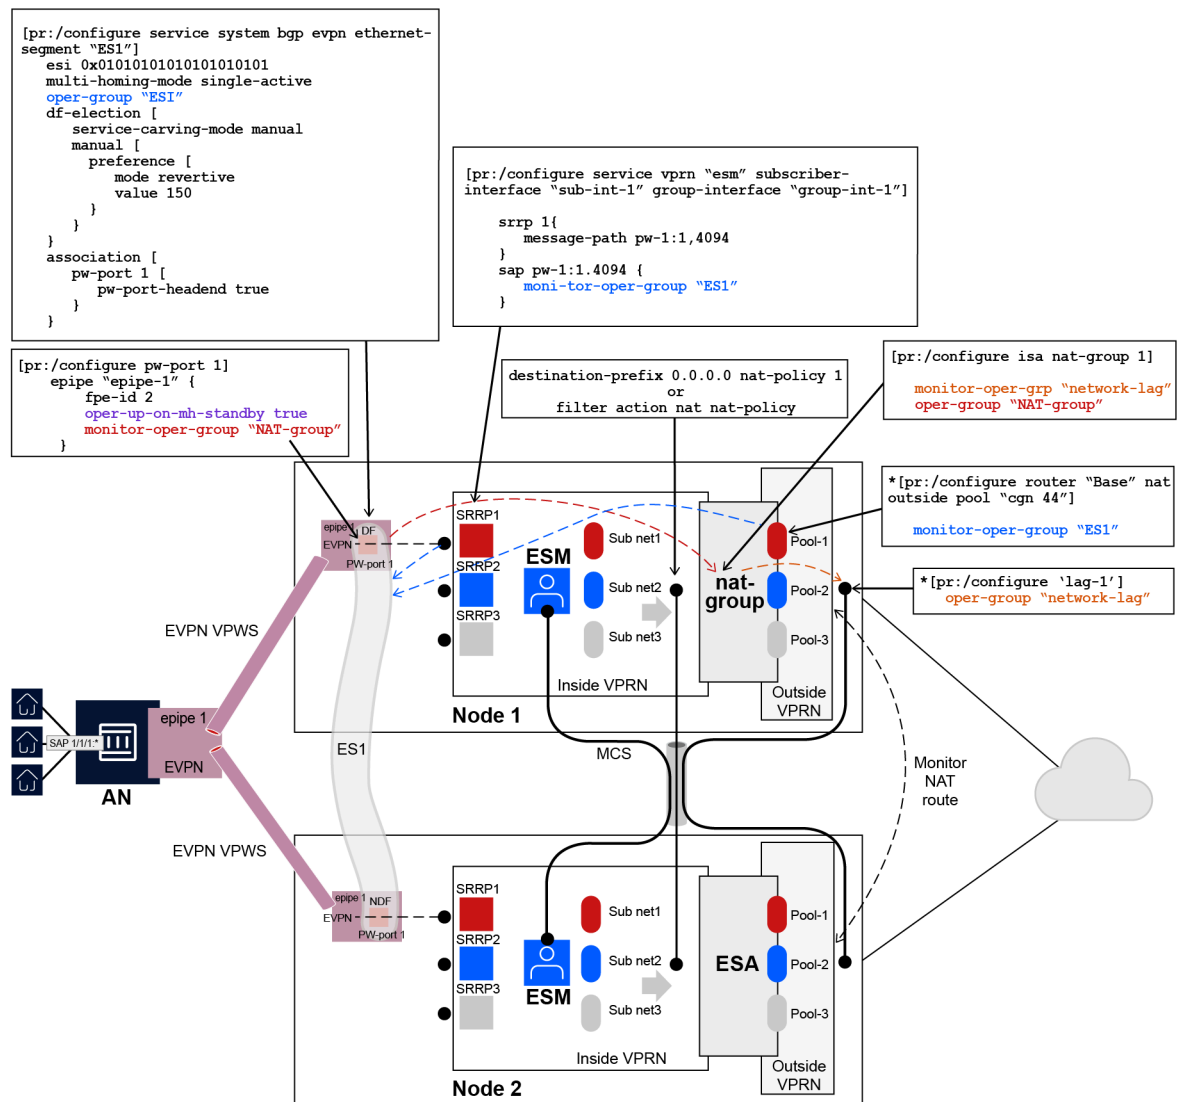 [pr:/configure service system bgp evpn ethernet-
segment “ES1”]
esi 0x01010101010101010101
multi-homing-mode single-active
oper-group “ESI”
df-election [
service-carving-mode manual
manual [
preference [
mode revertive
value 150
}
}
}
association [
pw-port 1 [
pw-port-headend true
}
}
[pr:/configure service vprn “esm” subscriber-
interface “sub-int-1” group-interface “group-int-1”]
srrp 1{
message-path pw-1:1,4094
}
sap pw-1:1.4094 {
moni-tor-oper-group “ES1”
}
[pr:/configure pw-port 1]
epipe “epipe-1” {
fpe-id 2
oper-up-on-mh-standby true
monitor-oper-group “NAT-group”
}
destination-prefix 0.0.0.0 nat-policy 1
or
filter action nat nat-policy
[pr:/configure isa nat-group 1]
monitor-oper-grp “network-lag”
oper-group “NAT-group”
*[pr:/configure router “Base” nat
outside pool “cgn 44”]
monitor-oper-group “ES1”
*[pr:/configure ‘lag-1’]
oper-group “network-lag”
epipe 1
DF
EVPN
PW-port 1
SRRP1
SRRP2
SRRP3
ESM
Sub net1
Sub net2
Sub net3
Inside VPRN
nat-
group
Pool-1
Pool-2
Pool-3
Outside
VPRN
Node 1
EVPN VPWS
SAP 1/1/1:*
epipe 1
EVPN
AN
ES1
MCS
Monitor
NAT
route
EVPN VPWS
epipe 1
NDF
EVPN
PW-port 1
SRRP1
SRRP2
SRRP3
ESM
Sub net1
Sub net2
Sub net3
Inside VPRN
ESA
Pool-1
Pool-2
Pool-3
Outside
VPRN
Node 2